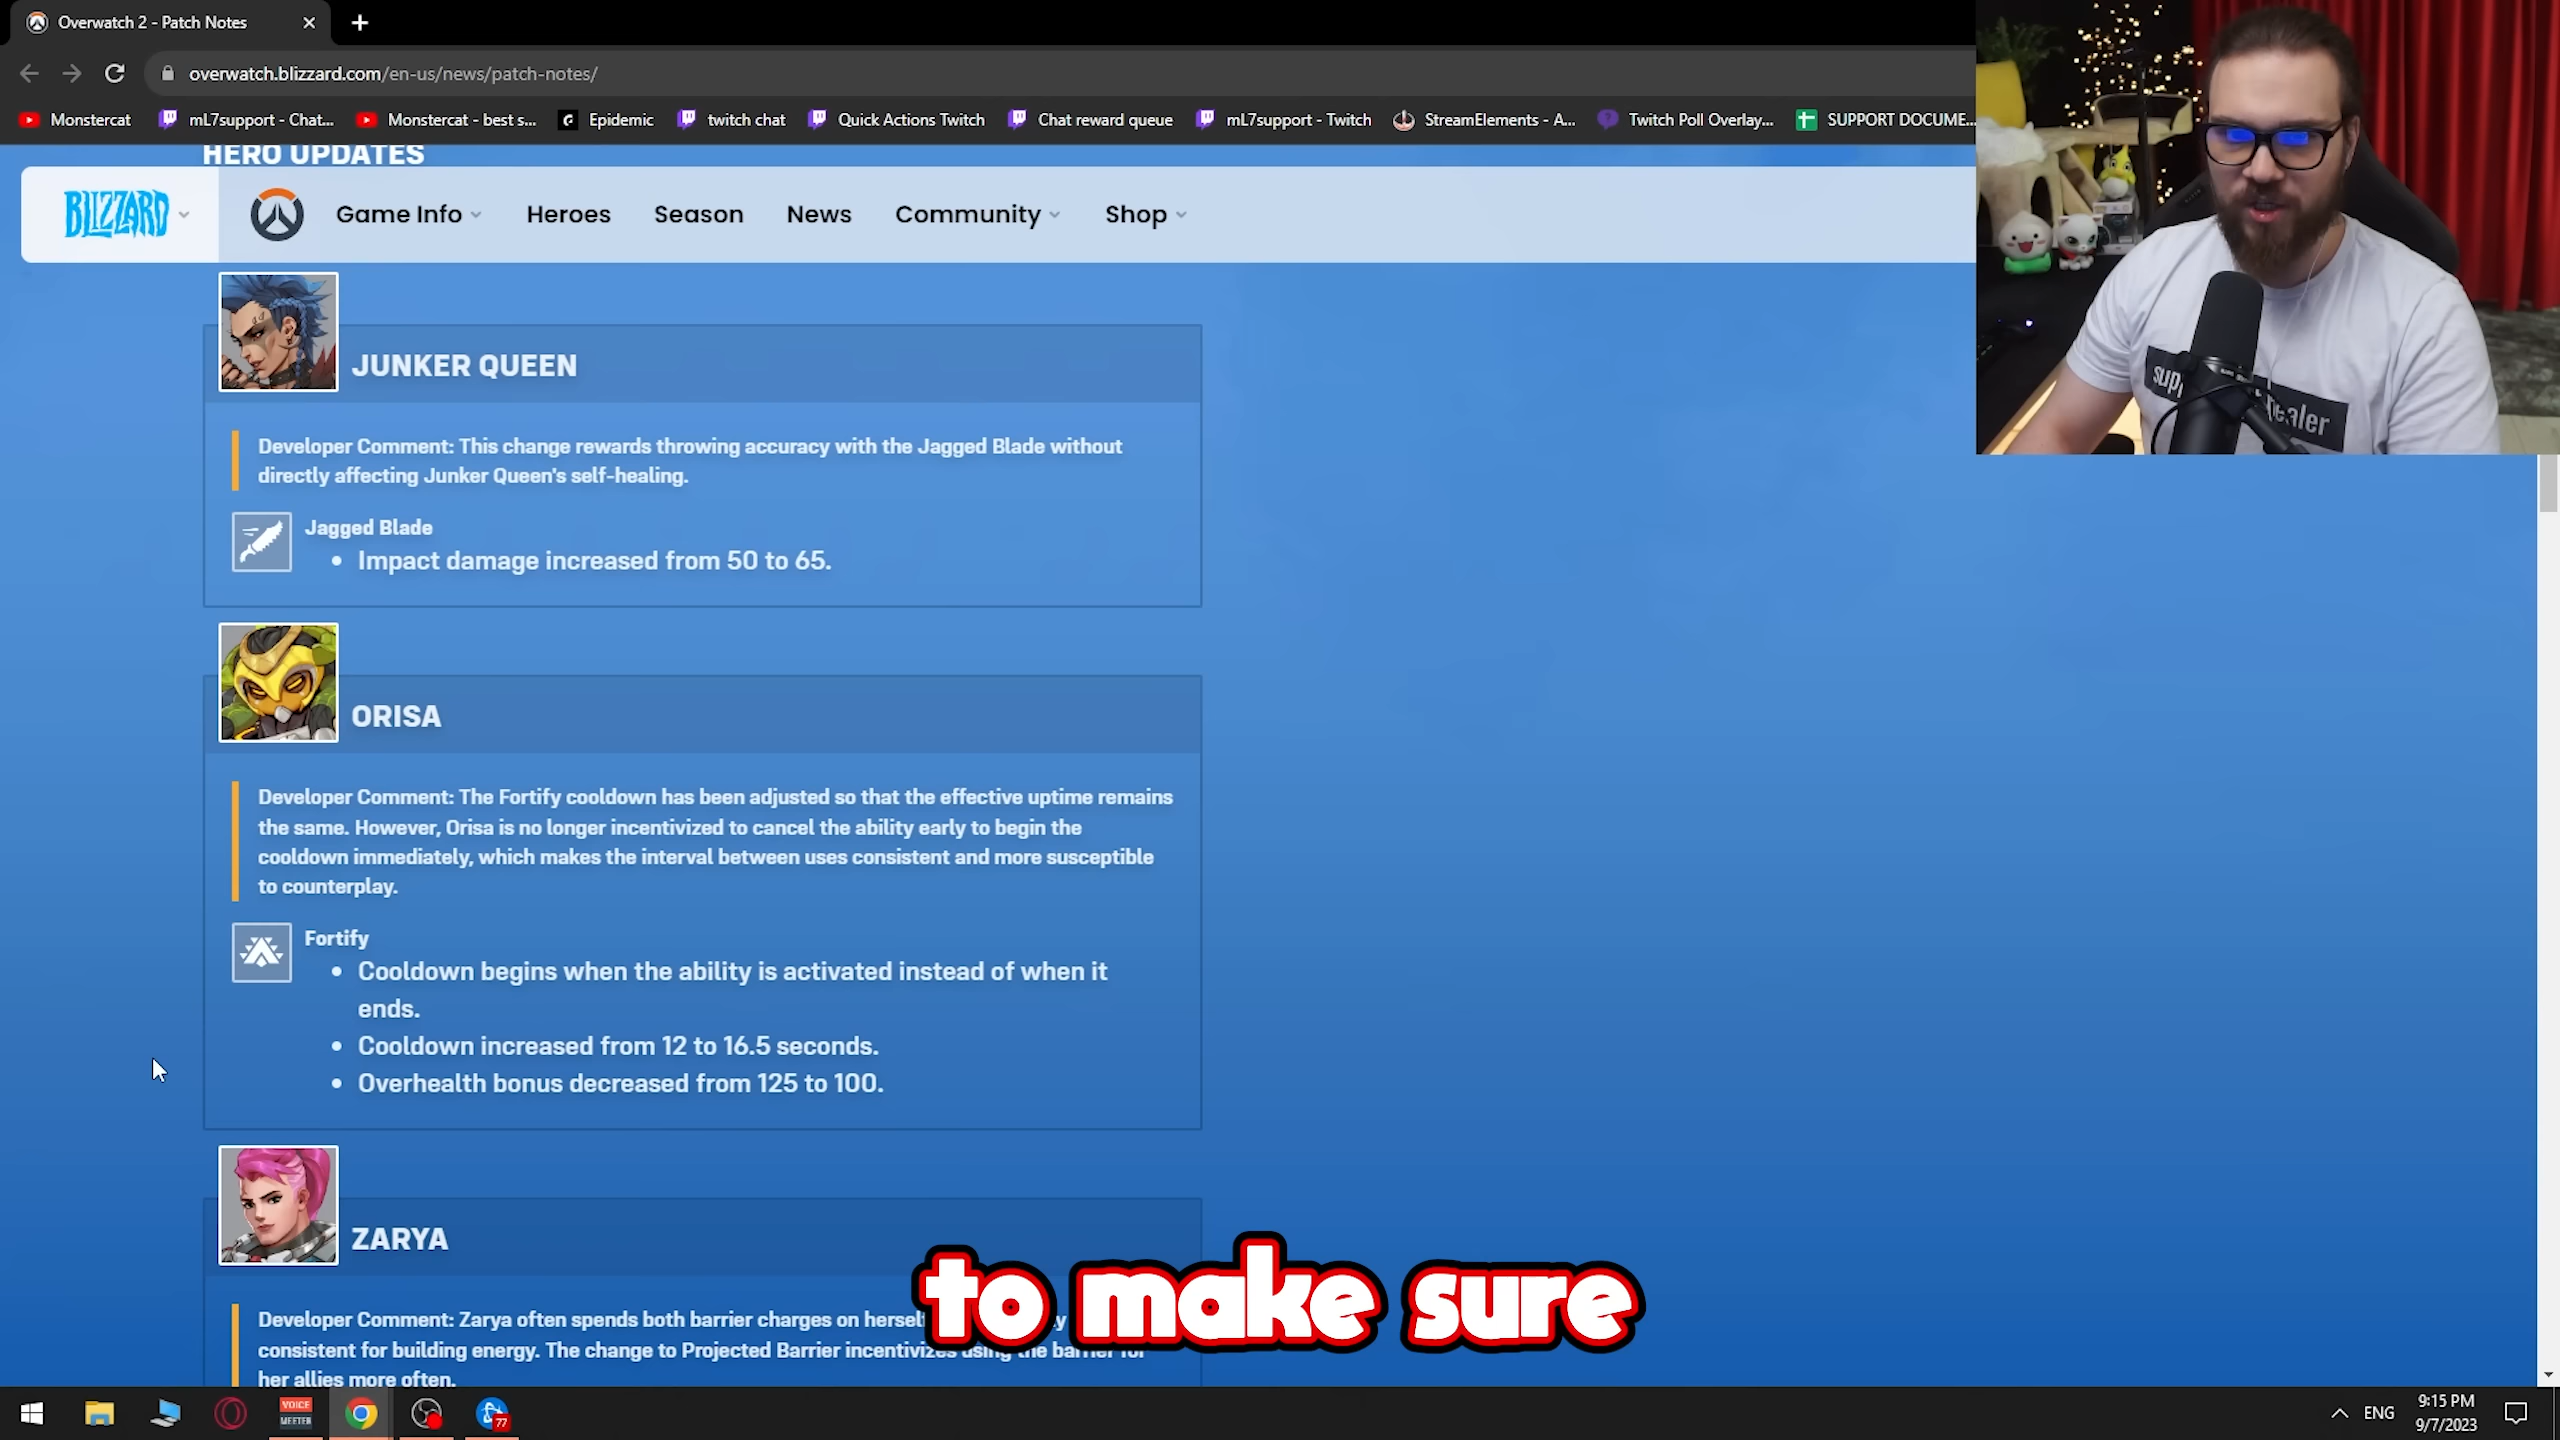 Overwatch 2 - Patch Notes
overwatch.blizzard.com/en-us/news/patch-notes/
Monstercat
mL7support - Chat...
Monstercat - best s...
Epidemic
twitch chat
Quick Actions Twitch
Chat reward queue
mL7support - Twitch
StreamElements - A...
Twitch Poll Overlay...
SUPPORT DOCUME...
HERO UPDATES
BLIZZARD
Game Info
Heroes
Season
News
Community
Shop
JUNKER QUEEN
Developer Comment: This change rewards throwing accuracy with the Jagged Blade without
directly affecting Junker Queen's self-healing.
Jagged Blade
• Impact damage increased from 50 to 65.
ORISA
Developer Comment: The Fortify cooldown has been adjusted so that the effective uptime remains
the same. However, Orisa is no longer incentivized to cancel the ability early to begin the
cooldown immediately, which makes the interval between uses consistent and more susceptible
to counterplay.
Fortify
• Cooldown begins when the ability is activated instead of when it
ends.
• Cooldown increased from 12 to 16.5 seconds.
• Overhealth bonus decreased from 125 to 100.
ZARYA
Developer Comment: Zarya often spends both barrier charges on
consistent for building energy. The change to Projected Barrier incentivizes using the barrier for
her allies more often.
to make sure
VOICE
MEETER
77
ENG
9:15 PM
9/7/2023